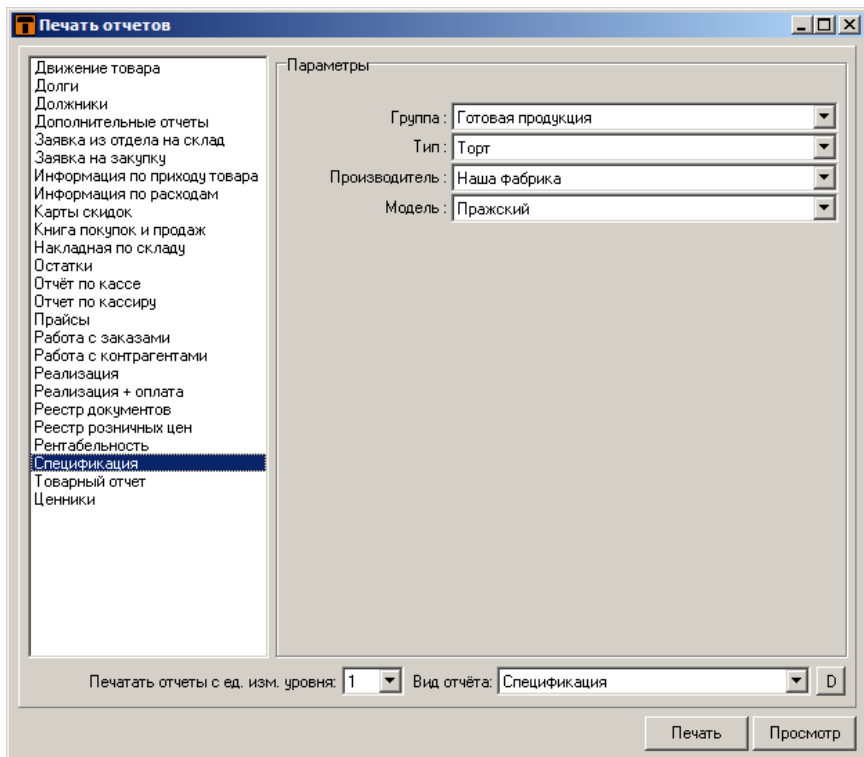 Печать отчетов
Движение товара
Долги
Должники
Дополнительные отчеты
Заявка из отдела на склад
Заявка на закупку
Информация по приходу товара
Информация по расходам
Карты скидок
Книга покупок и продаж
Накладная по складу
Остатки
Отчёт по кассе
Отчет по кассиру
Прайсы
Работа с заказами
Работа с контрагентами
Реализация
Реализация + оплата
Реестр документов
Реестр розничных цен
Рентабельность
Спецификация
Товарный отчет
Ценники
Параметры
Группа : Готовая продукция
Тип : Торт
Производитель : Наша фабрика
Модель : Пражский
Печатать отчеты с ед. изм. уровня: 1 Вид отчёта: Спецификация D
Печать Просмотр